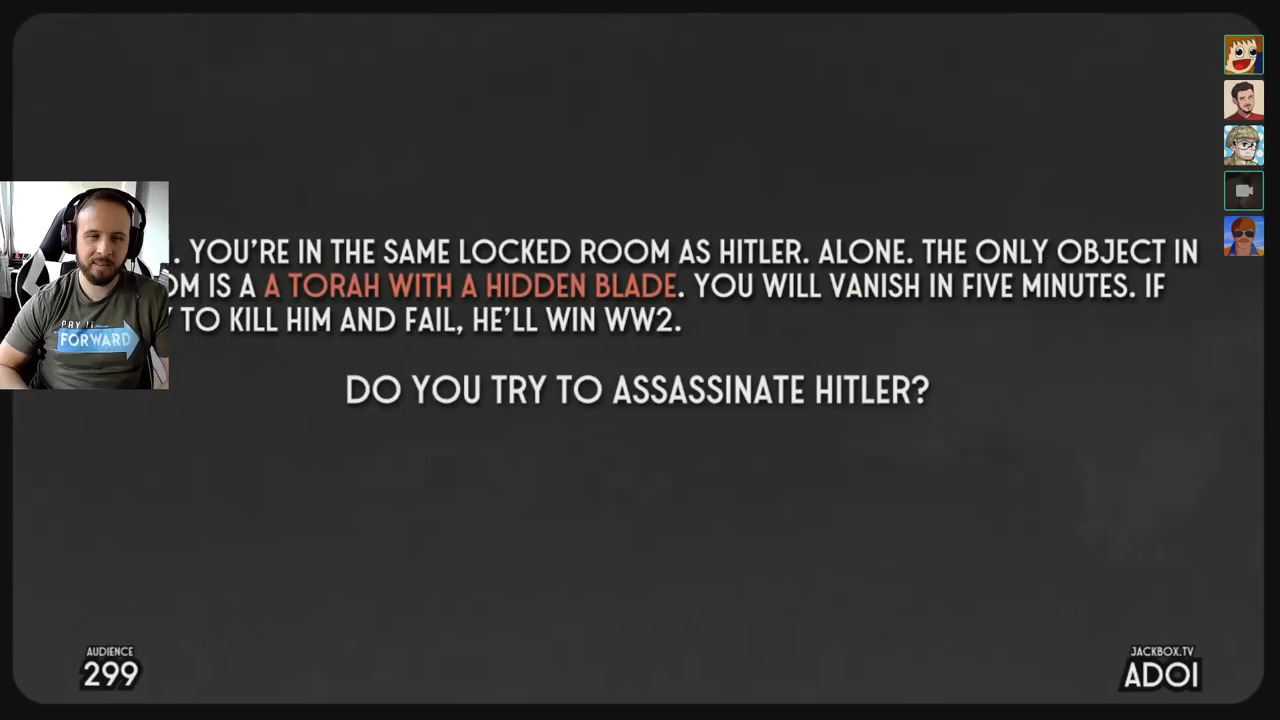 . YOU'RE IN THE SAME LOCKED ROOM AS HITLER. ALONE. THE ONLY OBJECT IN
IS A A TORAH WITH A HIDDEN BLADE. YOU WILL VANISH IN FIVE MINUTES. IF
TO KILL HIM AND FAIL, HE'LL WIN WW2.
DO YOU TRY TO ASSASSINATE HITLER?
PAY IT
FORWARD
AUDIENCE
299
JACKBOX.TV
ADOI